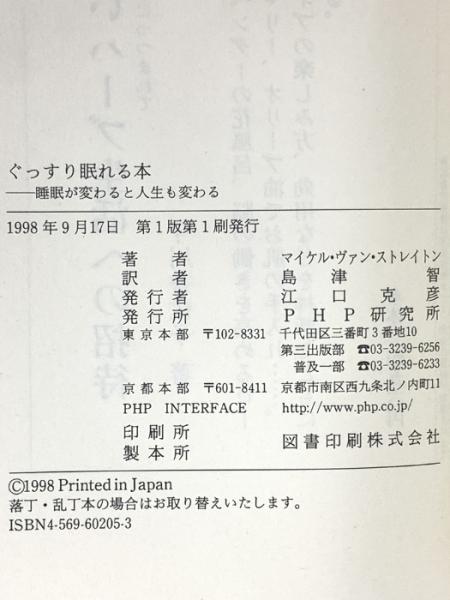 ぐっすり眠れる本
──睡眠が変わると人生も変わる
1998年9月17日 第1版第1刷発行
著者 マイケル・ヴァン・ストレイトン
訳者 島津智
発行者 江口克彦
発行所 PHP研究所
東京本部 〒102-8331 千代田区三番町3番地10
第三出版部 ☎03-3239-6256
普及一部 ☎03-3239-6233
京都本部 〒601-8411 京都市南区西九条北ノ内町11
PHP INTERFACE http://www.php.co.jp/
印刷所
製本所 図書印刷株式会社
©1998 Printed in Japan
落丁・乱丁本の場合はお取り替えいたします。
ISBN4-569-60205-3